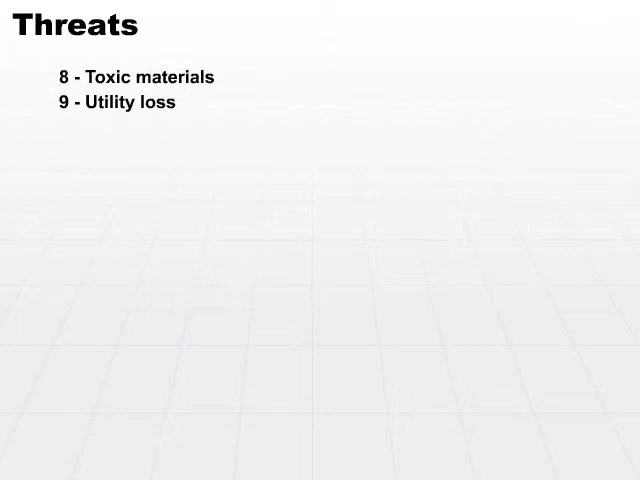 Threats
8 - Toxic materials
9 - Utility loss